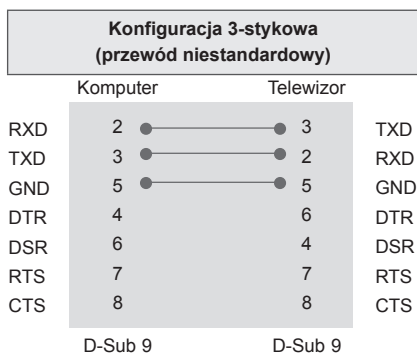 Konfiguracja 3-stykowa
(przewód niestandardowy)
Komputer Telewizor
RXD 2 3 TXD
TXD 3 2 RXD
GND 5 5 GND
DTR 4 6 DTR
DSR 6 4 DSR
RTS 7 7 RTS
CTS 8 8 CTS
D-Sub 9 D-Sub 9